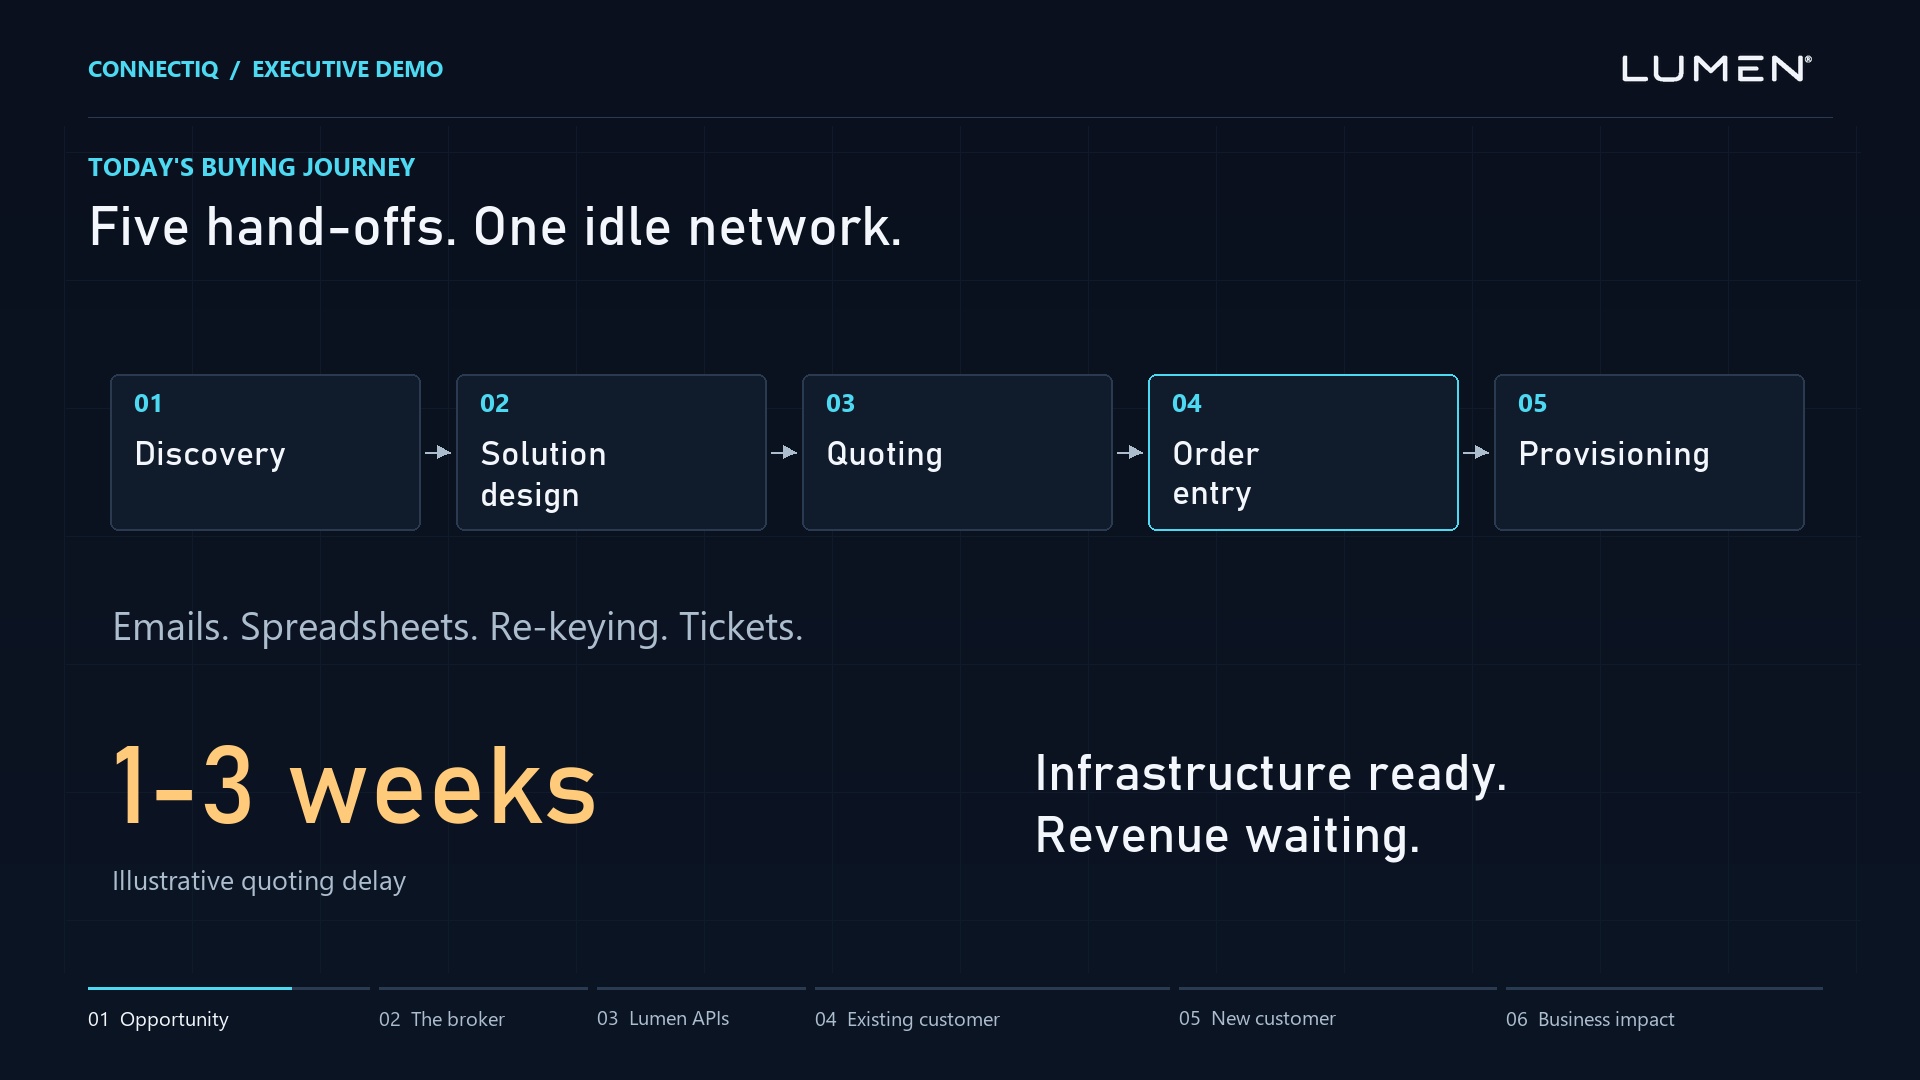 CONNECTIQ / EXECUTIVE DEMO
LUMEN®
TODAY'S BUYING JOURNEY
Five hand-offs. One idle network.
01
Discovery
02
Solution
design
03
Quoting
04
Order
entry
05
Provisioning
Emails. Spreadsheets. Re-keying. Tickets.
1-3 weeks
Illustrative quoting delay
Infrastructure ready.
Revenue waiting.
01 Opportunity
02 The broker
03 Lumen APIs
04 Existing customer
05 New customer
06 Business impact